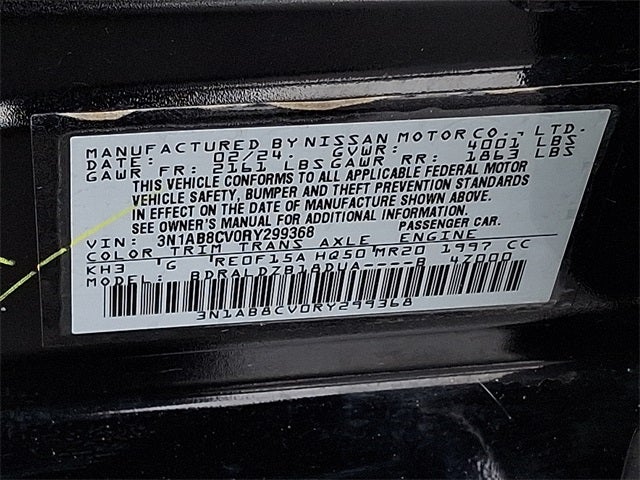 MANUFACTURED BY NISSAN MOTOR CO., LTD.
DATE: 02/24. GVWR: 4001 LBS
GAWR FR: 2161 LBS GAWR RR: 1863 LBS
THIS VEHICLE CONFORMS TO ALL APPLICABLE FEDERAL MOTOR
VEHICLE SAFETY, BUMPER AND THEFT PREVENTION STANDARDS
IN EFFECT ON THE DATE OF MANUFACTURE SHOWN ABOVE.
SEE OWNER'S MANUAL FOR ADDITIONAL INFORMATION.
VIN: 3N1AB8CV0RY299368 PASSENGER CAR.
COLOR TRIM TRANS AXLE ENGINE
KH3 G RE0F15A HQ50 MR20 1997 CC
MODEL: BDRALDZB18DUA----B 4Z000
3N1AB8CV0RY299368